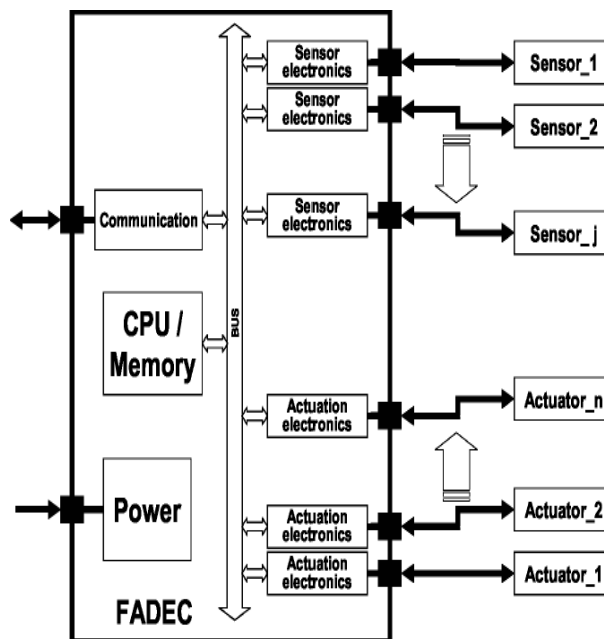 Sensor
electronics
Sensor_1
Sensor
electronics
Sensor_2
Communication
Sensor
electronics
Sensor_j
CPU /
Memory
BUS
Actuation
electronics
Actuator_n
Power
Actuation
electronics
Actuator_2
Actuation
electronics
Actuator_1
FADEC